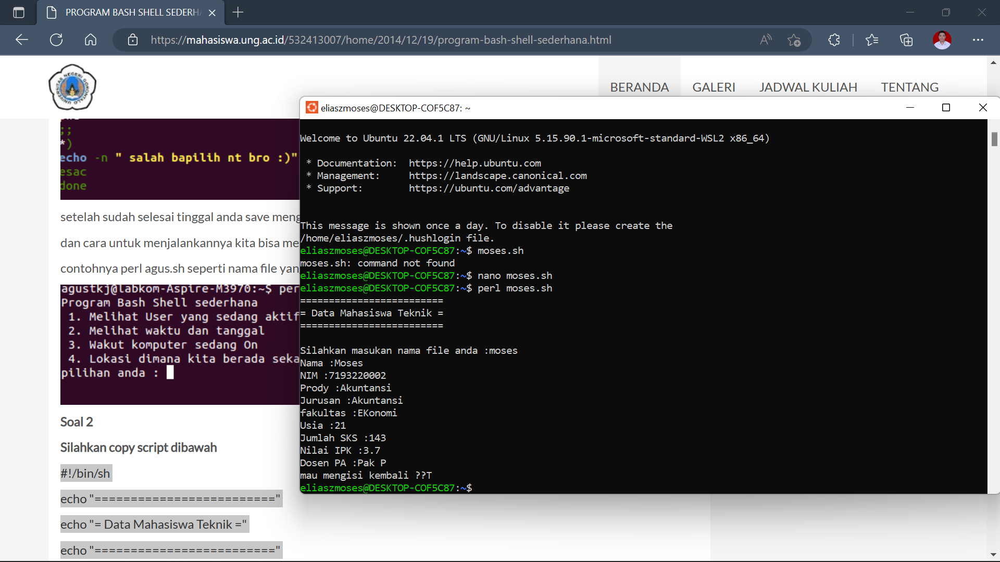 PROGRAM BASH SHELL SEDERHA
https://mahasiswa.ung.ac.id/532413007/home/2014/12/19/program-bash-shell-sederhana.html
UNIVERSITAS NEGERI GORONTALO
BERANDA GALERI JADWAL KULIAH TENTANG
;;
*)
echo -n " salah bapilih nt bro :)"
esac
done
setelah sudah selesai tinggal anda save meng
dan cara untuk menjalankannya kita bisa me
contohnya perl agus.sh seperti nama file yan
agustkj@labkom-Aspire-M3970:~$ per
Program Bash Shell sederhana
1. Melihat User yang sedang aktif
2. Melihat waktu dan tanggal
3. Wakut komputer sedang On
4. Lokasi dimana kita berada seka
pilihan anda :
Soal 2
Silahkan copy script dibawah
#!/bin/sh
echo "========================="
echo "= Data Mahasiswa Teknik ="
echo "========================="
eliaszmoses@DESKTOP-COF5C87: ~
Welcome to Ubuntu 22.04.1 LTS (GNU/Linux 5.15.90.1-microsoft-standard-WSL2 x86_64)
* Documentation: https://help.ubuntu.com
* Management: https://landscape.canonical.com
* Support: https://ubuntu.com/advantage
This message is shown once a day. To disable it please create the
/home/eliaszmoses/.hushlogin file.
eliaszmoses@DESKTOP-COF5C87:~$ moses.sh
moses.sh: command not found
eliaszmoses@DESKTOP-COF5C87:~$ nano moses.sh
eliaszmoses@DESKTOP-COF5C87:~$ perl moses.sh
=========================
= Data Mahasiswa Teknik =
=========================
Silahkan masukan nama file anda :moses
Nama :Moses
NIM :7193220002
Prody :Akuntansi
Jurusan :Akuntansi
fakultas :EKonomi
Usia :21
Jumlah SKS :143
Nilai IPK :3.7
Dosen PA :Pak P
mau mengisi kembali ??T
eliaszmoses@DESKTOP-COF5C87:~$